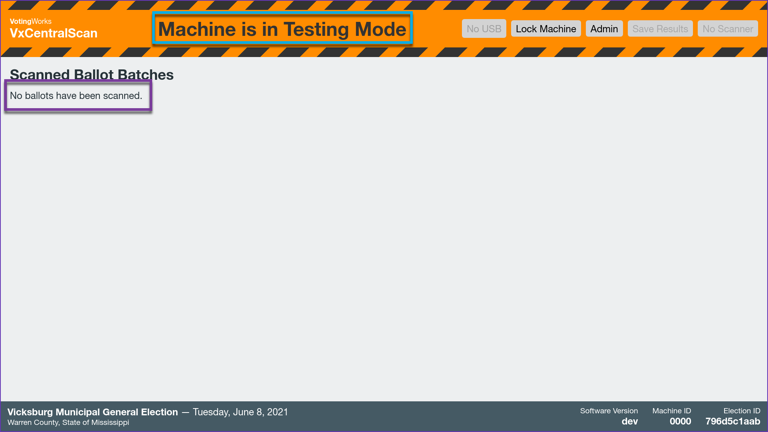 VotingWorks
VxCentralScan
Machine is in Testing Mode
No USB
Lock Machine
Admin
Save Results
No Scanner
Scanned Ballot Batches
No ballots have been scanned.
Vicksburg Municipal General Election — Tuesday, June 8, 2021
Warren County, State of Mississippi
Software Version
dev
Machine ID
0000
Election ID
796d5c1aab